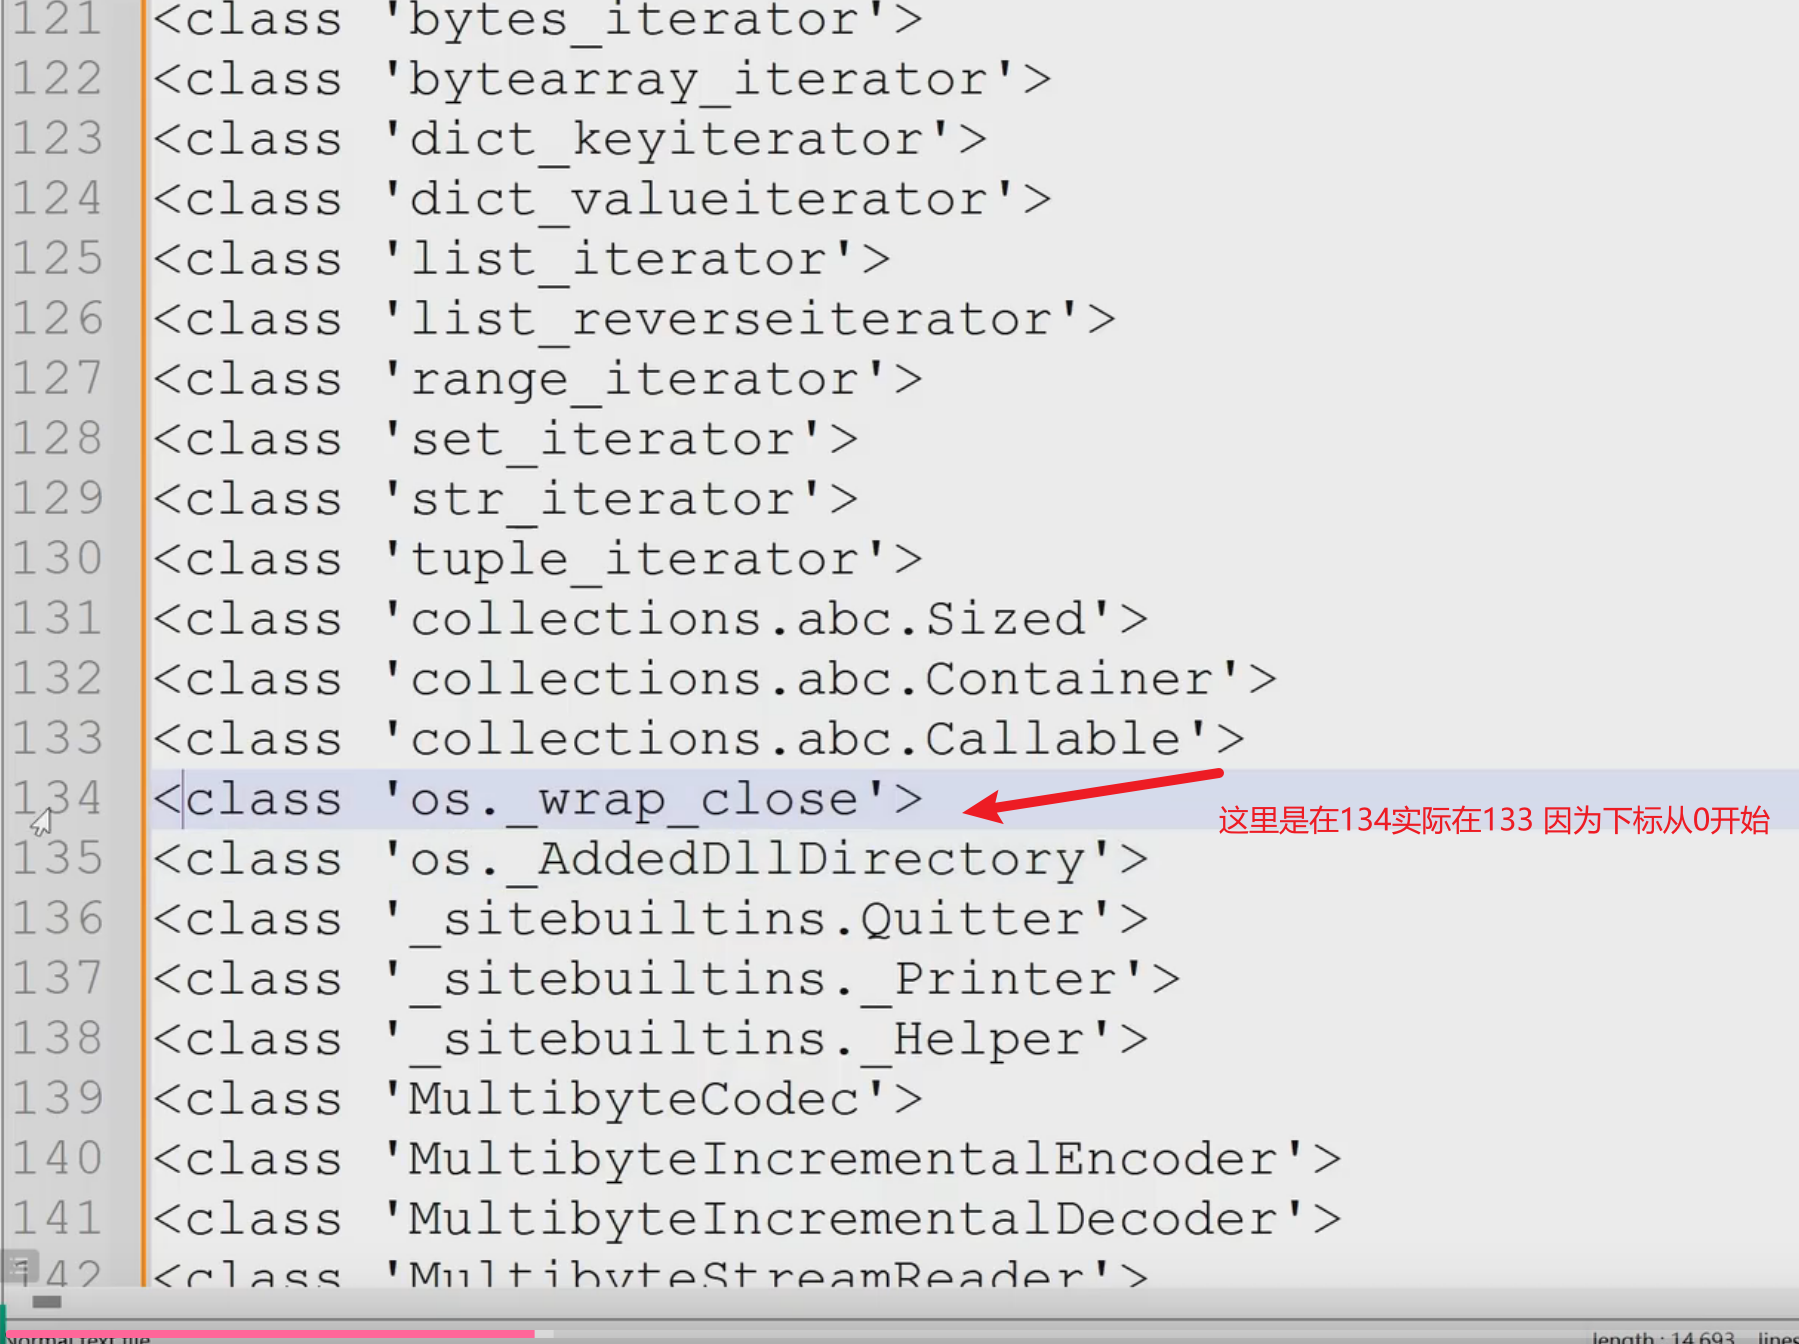 121 <class 'bytes_iterator'>
122 <class 'bytearray_iterator'>
123 <class 'dict_keyiterator'>
124 <class 'dict_valueiterator'>
125 <class 'list_iterator'>
126 <class 'list_reverseiterator'>
127 <class 'range_iterator'>
128 <class 'set_iterator'>
129 <class 'str_iterator'>
130 <class 'tuple_iterator'>
131 <class 'collections.abc.Sized'>
132 <class 'collections.abc.Container'>
133 <class 'collections.abc.Callable'>
134 <class 'os._wrap_close'>
这里是在134实际在133 因为下标从0开始
135 <class 'os._AddedDllDirectory'>
136 <class '_sitebuiltins.Quitter'>
137 <class '_sitebuiltins._Printer'>
138 <class '_sitebuiltins._Helper'>
139 <class 'MultibyteCodec'>
140 <class 'MultibyteIncrementalEncoder'>
141 <class 'MultibyteIncrementalDecoder'>
142 <class 'MultibyteStreamReader'>
Normal text file length : 14,693 lines